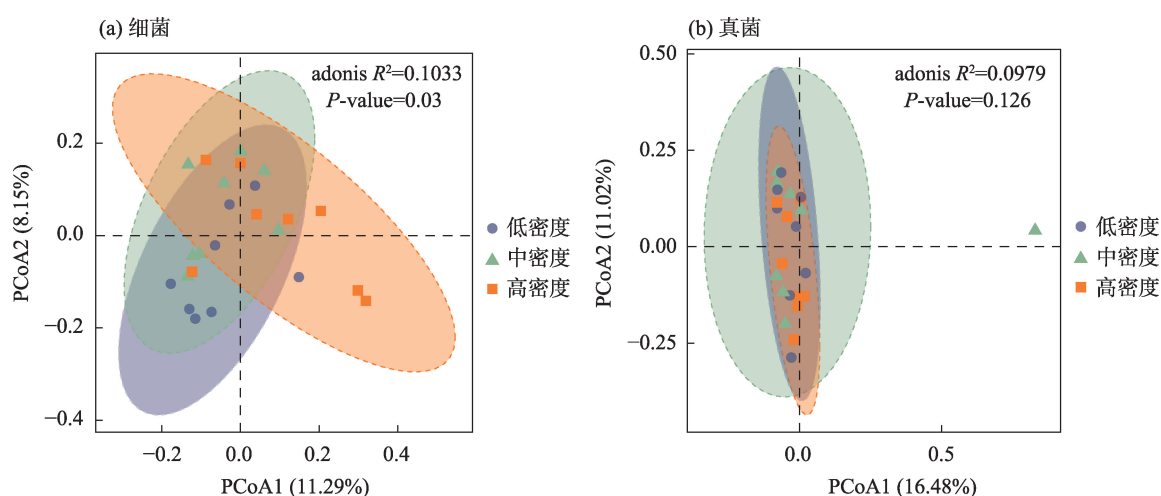 (a) 细菌
adonis R²=0.1033
P-value=0.03
0.2
0.0
−0.2
−0.4
−0.2
0.0
0.2
0.4
PCoA1 (11.29%)
PCoA2 (8.15%)
低密度
中密度
高密度
(b) 真菌
adonis R²=0.0979
P-value=0.126
0.50
0.25
0.00
−0.25
0.0
0.5
PCoA1 (16.48%)
PCoA2 (11.02%)
低密度
中密度
高密度